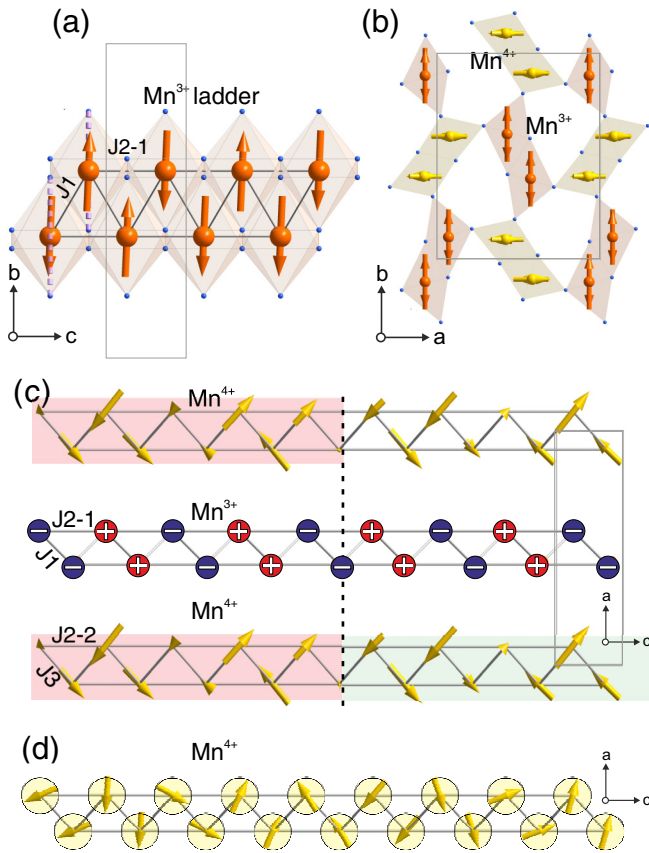 (a)
Mn³⁺ ladder
J2-1
J1
b
c
(b)
Mn⁴⁺
Mn³⁺
b
a
(c)
Mn⁴⁺
J2-1
Mn³⁺
J1
Mn⁴⁺
J2-2
J3
a
c
(d)
Mn⁴⁺
a
c